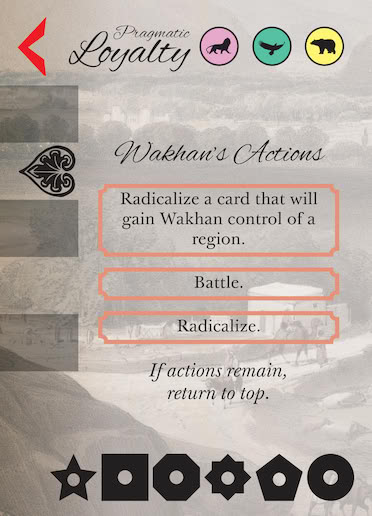 Pragmatic
Loyalty
Wakhan's Actions
Radicalize a card that will
gain Wakhan control of a
region.
Battle.
Radicalize.
If actions remain,
return to top.